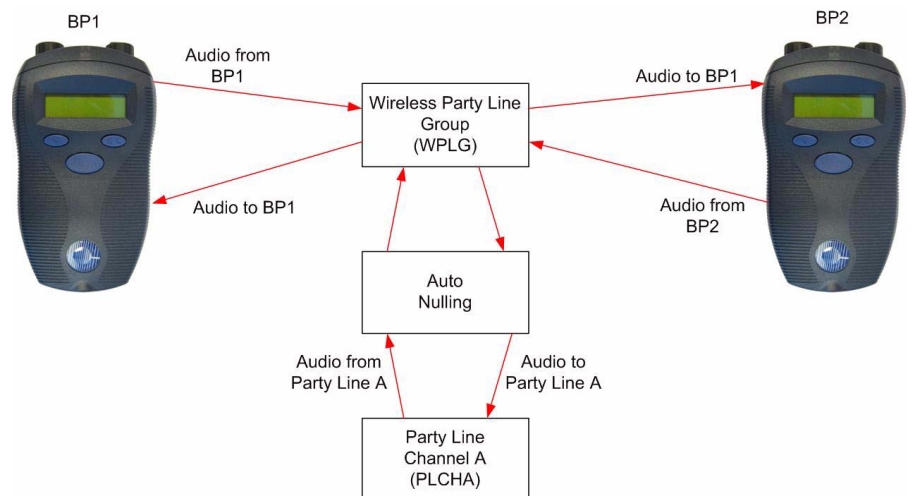 BP1
BP2
Audio from
BP1
Audio to BP1
Wireless Party Line
Group
(WPLG)
Audio to BP1
Audio from
BP2
Auto
Nulling
Audio from
Party Line A
Audio to
Party Line A
Party Line
Channel A
(PLCHA)